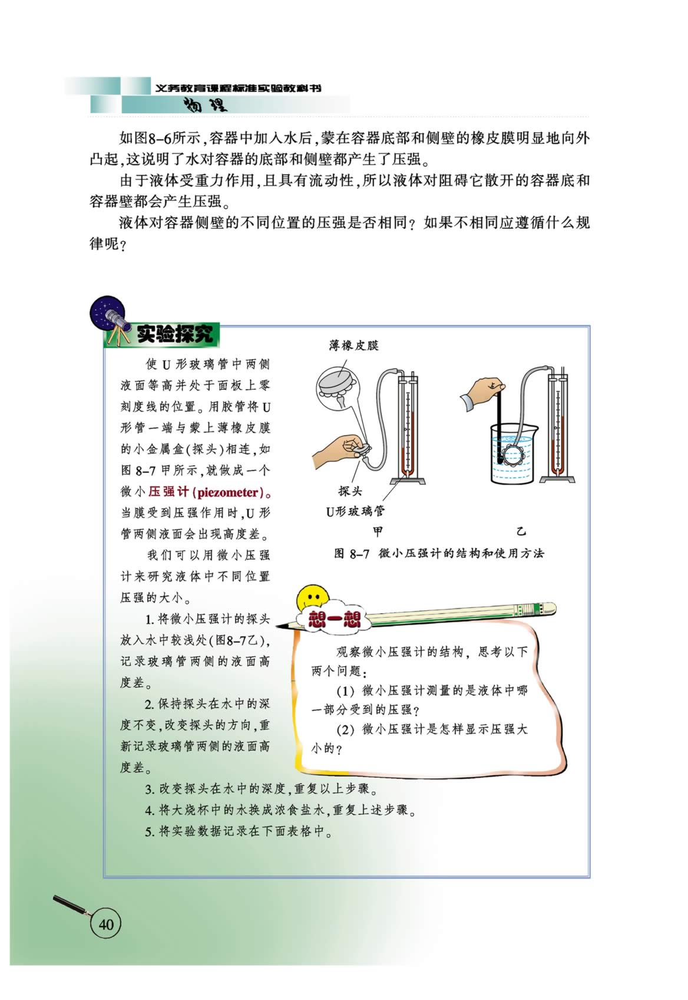 义务教育课程标准实验教科书
物理
如图8-6所示,容器中加入水后,蒙在容器底部和侧壁的橡皮膜明显地向外
凸起,这说明了水对容器的底部和侧壁都产生了压强。
由于液体受重力作用,且具有流动性,所以液体对阻碍它散开的容器底和
容器壁都会产生压强。
液体对容器侧壁的不同位置的压强是否相同？如果不相同应遵循什么规
律呢？
实验探究
使 U 形玻璃管中两侧
液面等高并处于面板上零
刻度线的位置。用胶管将 U
形管一端与蒙上薄橡皮膜
的小金属盒(探头)相连,如
图 8-7 甲所示,就做成一个
微小压强计(piezometer)。
当膜受到压强作用时,U 形
管两侧液面会出现高度差。
我们可以用微小压强
计来研究液体中不同位置
压强的大小。
1. 将微小压强计的探头
放入水中较浅处(图8-7乙),
记录玻璃管两侧的液面高
度差。
2. 保持探头在水中的深
度不变,改变探头的方向,重
新记录玻璃管两侧的液面高
度差。
3. 改变探头在水中的深度,重复以上步骤。
4. 将大烧杯中的水换成浓食盐水,重复上述步骤。
5. 将实验数据记录在下面表格中。
薄橡皮膜
探头
U形玻璃管
甲
乙
图 8-7 微小压强计的结构和使用方法
想一想
观察微小压强计的结构，思考以下
两个问题：
(1) 微小压强计测量的是液体中哪
一部分受到的压强？
(2) 微小压强计是怎样显示压强大
小的？
40